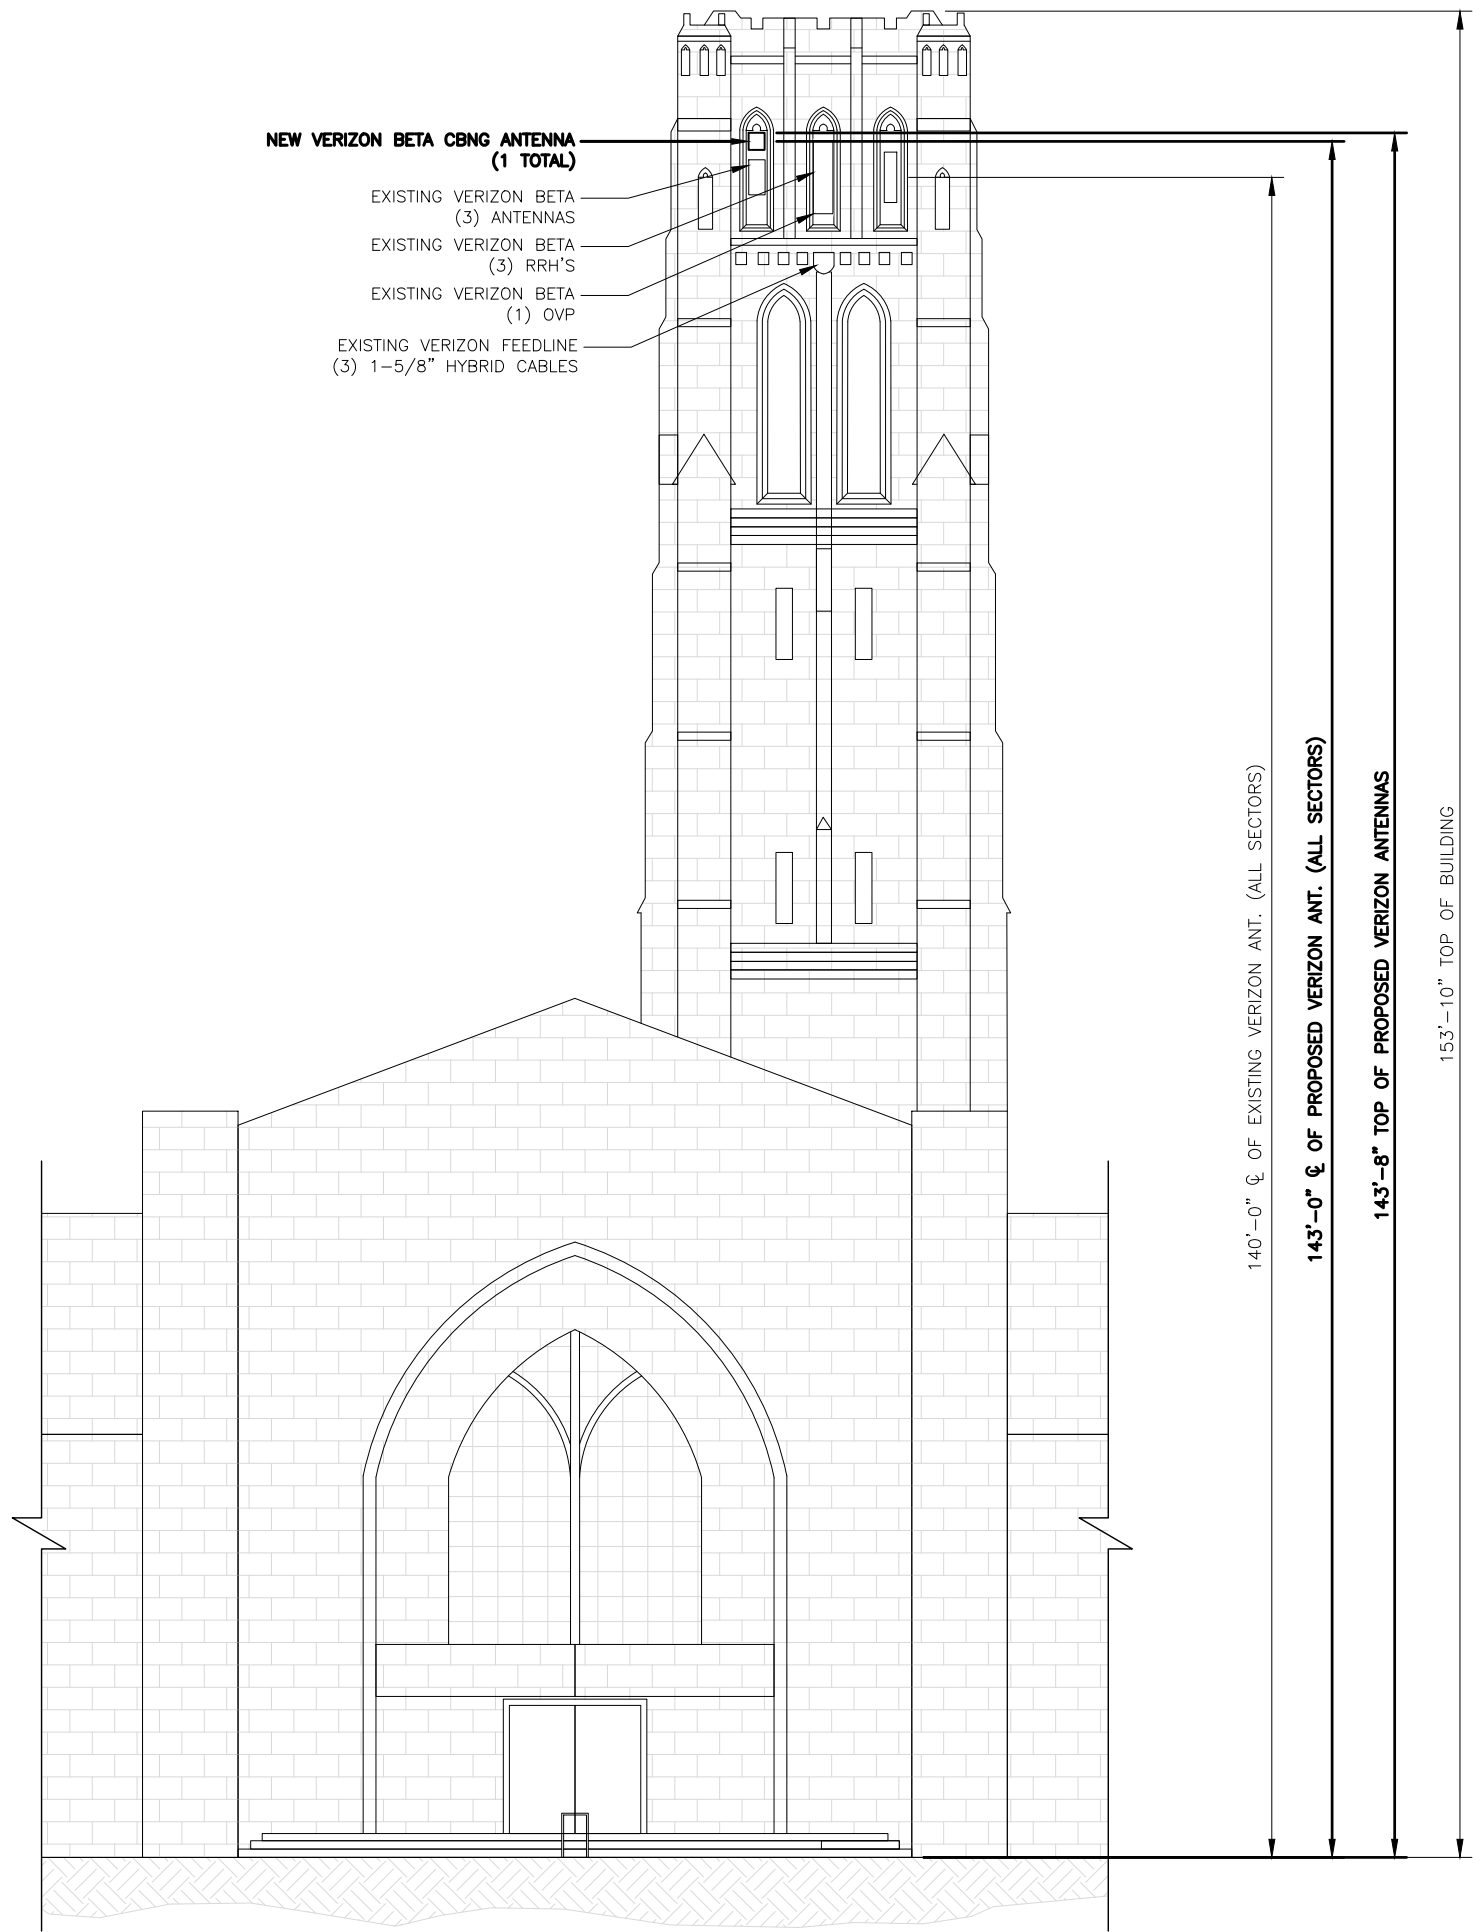 NEW VERIZON BETA CBNG ANTENNA
(1 TOTAL)
EXISTING VERIZON BETA
(3) ANTENNAS
EXISTING VERIZON BETA
(3) RRH'S
EXISTING VERIZON BETA
(1) OVP
EXISTING VERIZON FEEDLINE
(3) 1-5/8" HYBRID CABLES
140'-0" ℄ OF EXISTING VERIZON ANT. (ALL SECTORS)
143'-0" ℄ OF PROPOSED VERIZON ANT. (ALL SECTORS)
143'-8" TOP OF PROPOSED VERIZON ANTENNAS
153'-10" TOP OF BUILDING